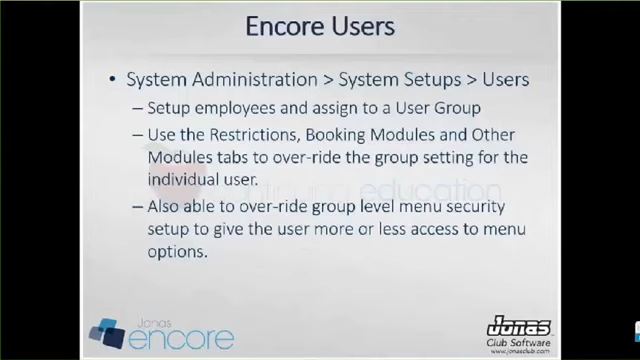 Encore Users
• System Administration > System Setups > Users
– Setup employees and assign to a User Group
– Use the Restrictions, Booking Modules and Other
Modules tabs to over-ride the group setting for the
individual user.
– Also able to over-ride group level menu security
setup to give the user more or less access to menu
options.
education
Jonas
encore
Jonas
Club Software
www.jonasclub.com